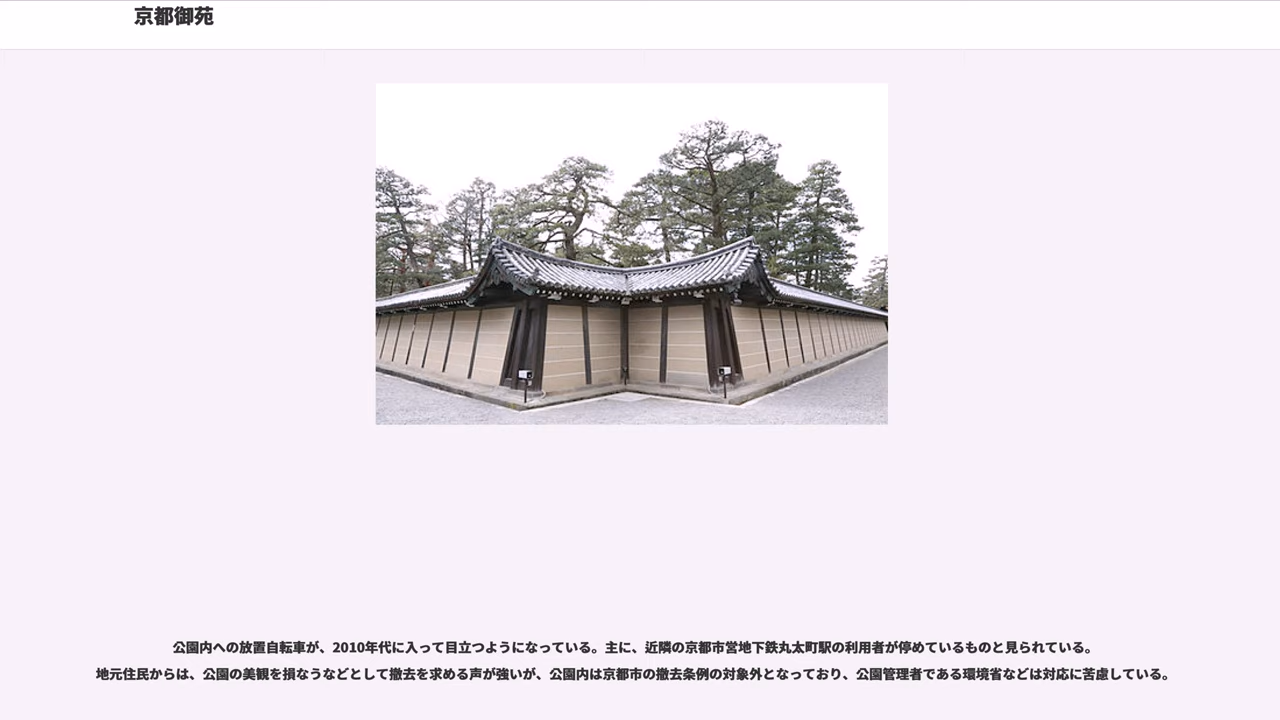 京都御苑
公園内への放置自転車が、2010年代に入って目立つようになっている。主に、近隣の京都市営地下鉄丸太町駅の利用者が停めているものと見られている。
地元住民からは、公園の美観を損なうなどとして撤去を求める声が強いが、公園内は京都市の撤去条例の対象外となっており、公園管理者である環境省などは対応に苦慮している。